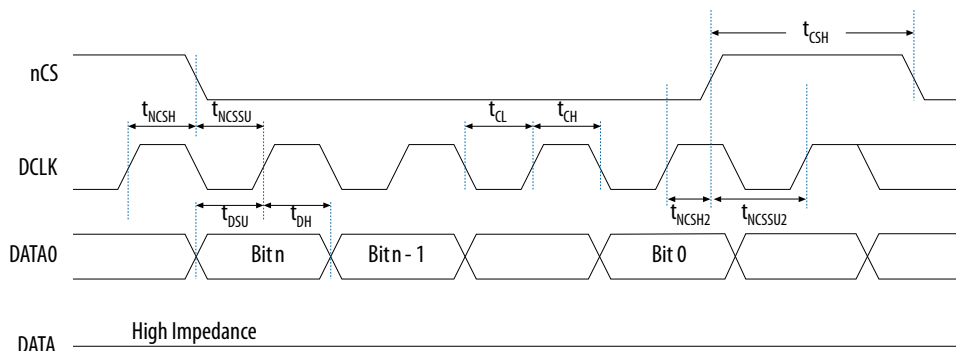 tCSH
nCS
tNCSH tNCSSU tCL tCH
DCLK
tDSU tDH tNCSH2 tNCSSU2
DATA0 Bit n Bit n - 1 Bit 0
High Impedance
DATA